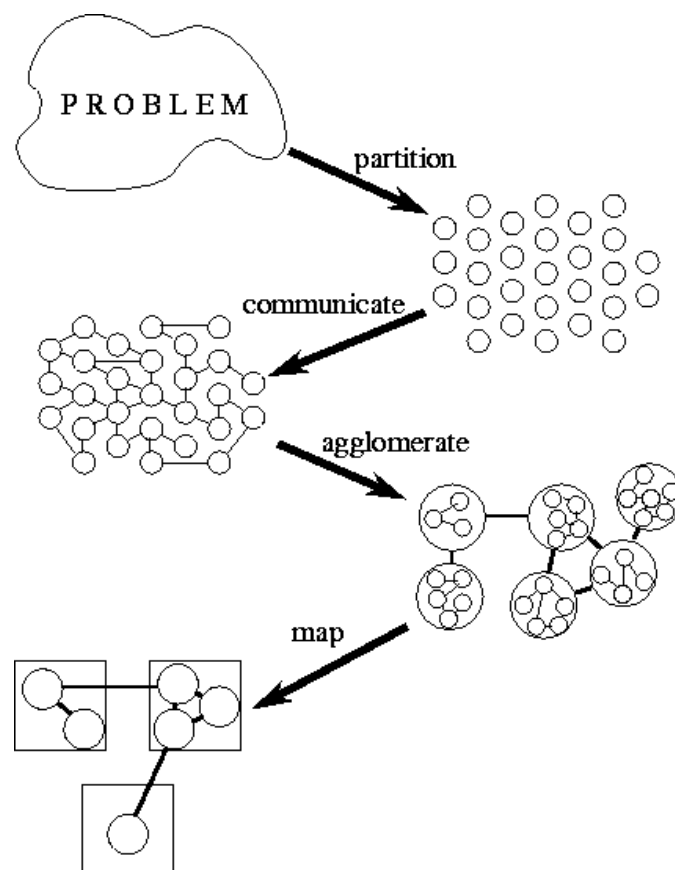 PROBLEM
partition
communicate
agglomerate
map